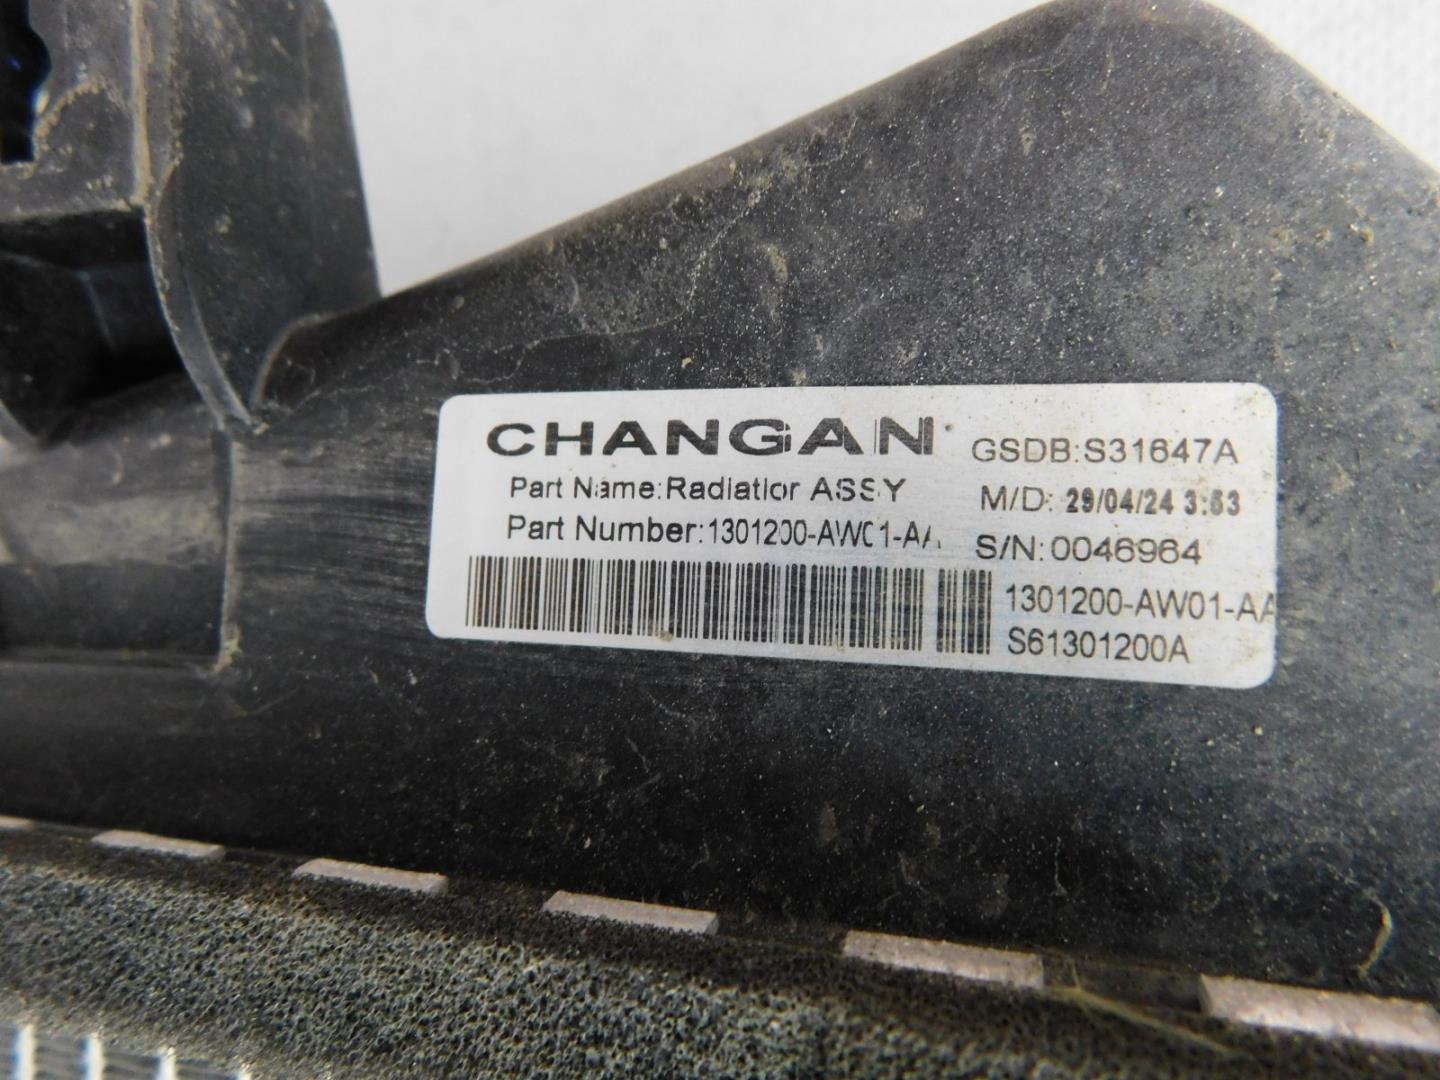 CHANGAN
GSDB:S31647A
Part Name:Radiatior ASSY
M/D: 29/04/24 3:53
Part Number:1301200-AW01-AA
S/N:0046964
1301200-AW01-AA
S61301200A